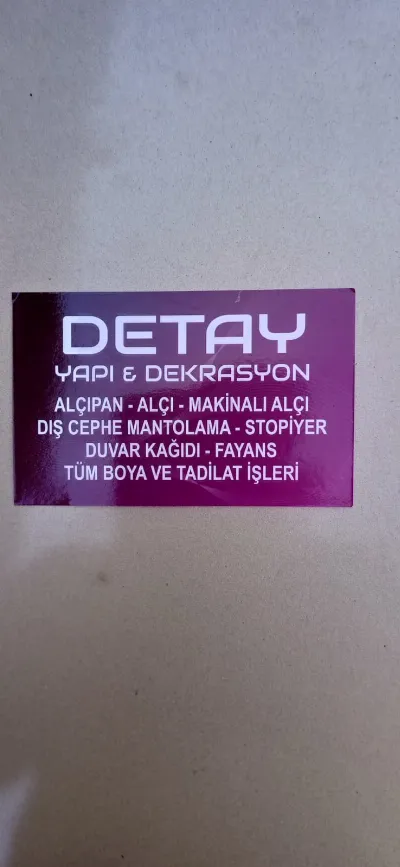 DETAY
YAPI & DEKRASYON
ALÇIPAN - ALÇI - MAKİNALI ALÇI
DIŞ CEPHE MANTOLAMA - STOPİYER
DUVAR KAĞIDI - FAYANS
TÜM BOYA VE TADİLAT İŞLERİ